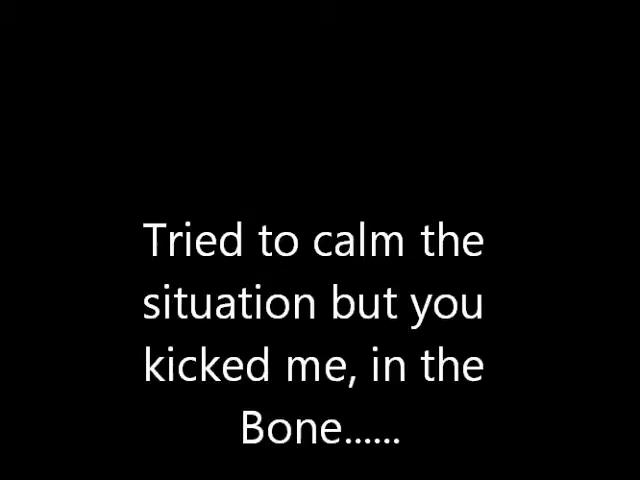 Tried to calm the
situation but you
kicked me, in the
Bone......